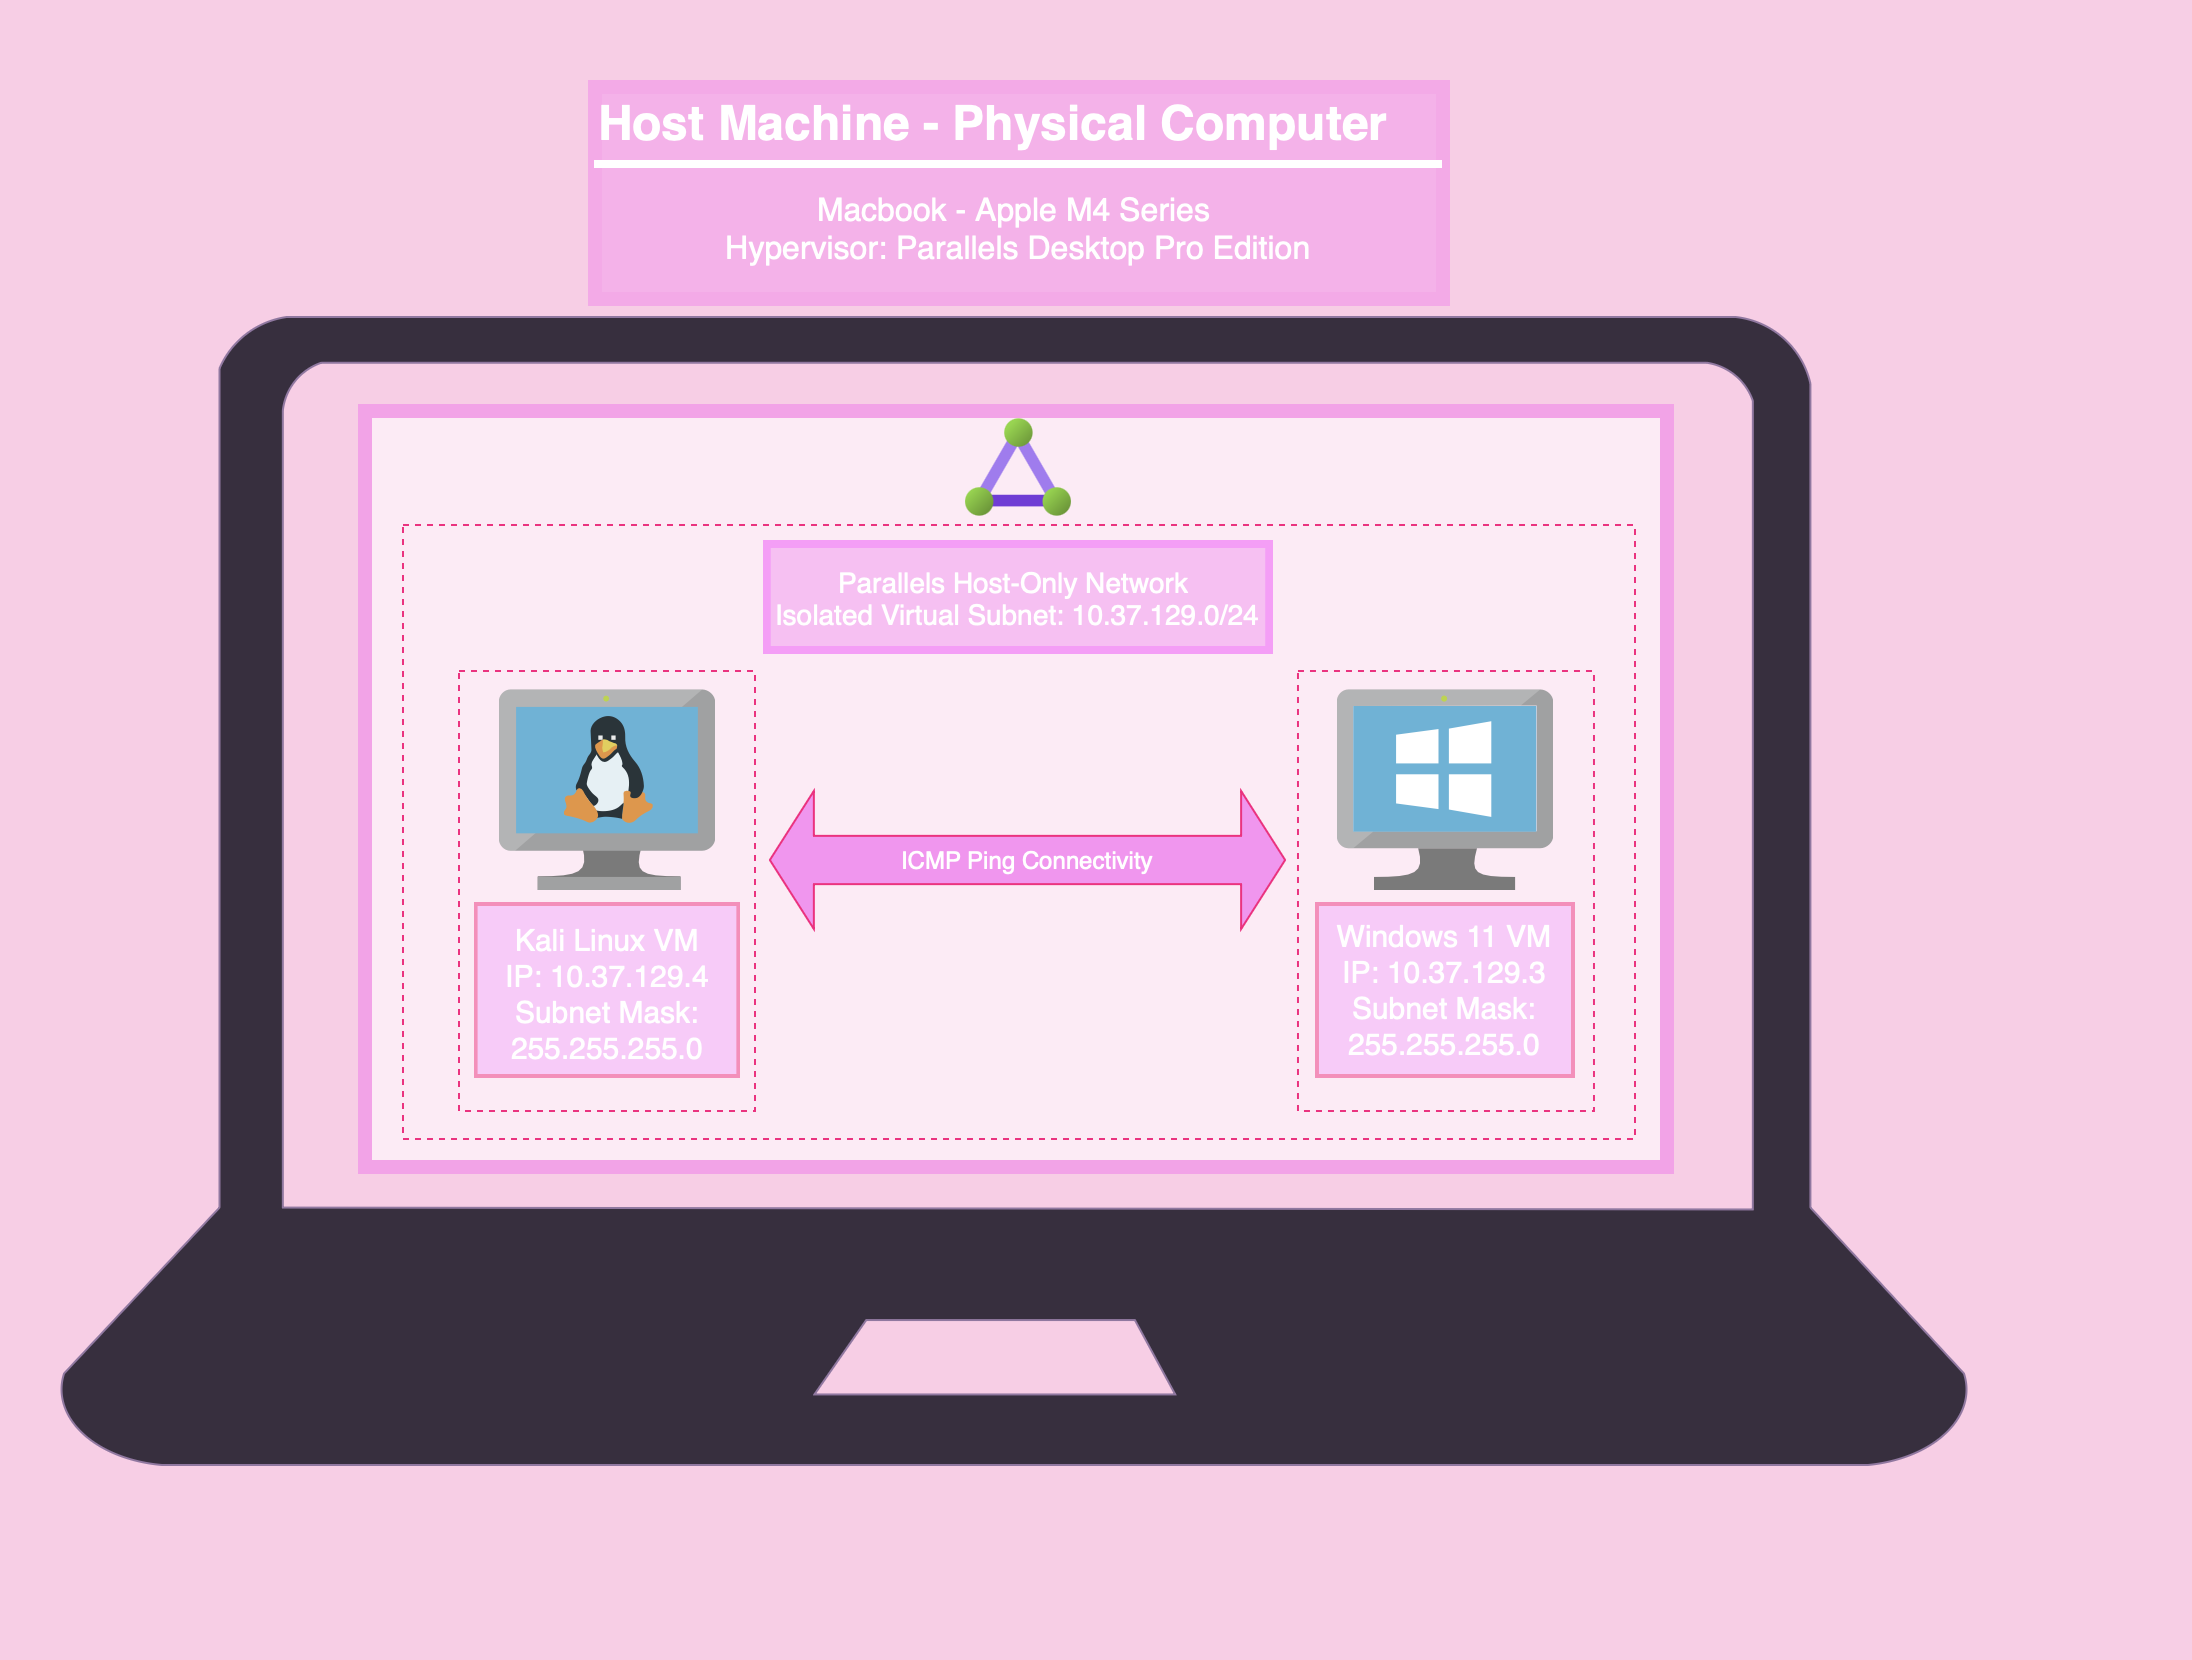 Host Machine - Physical Computer
Macbook - Apple M4 Series
Hypervisor: Parallels Desktop Pro Edition
Parallels Host-Only Network
Isolated Virtual Subnet: 10.37.129.0/24
ICMP Ping Connectivity
Kali Linux VM
IP: 10.37.129.4
Subnet Mask:
255.255.255.0
Windows 11 VM
IP: 10.37.129.3
Subnet Mask:
255.255.255.0